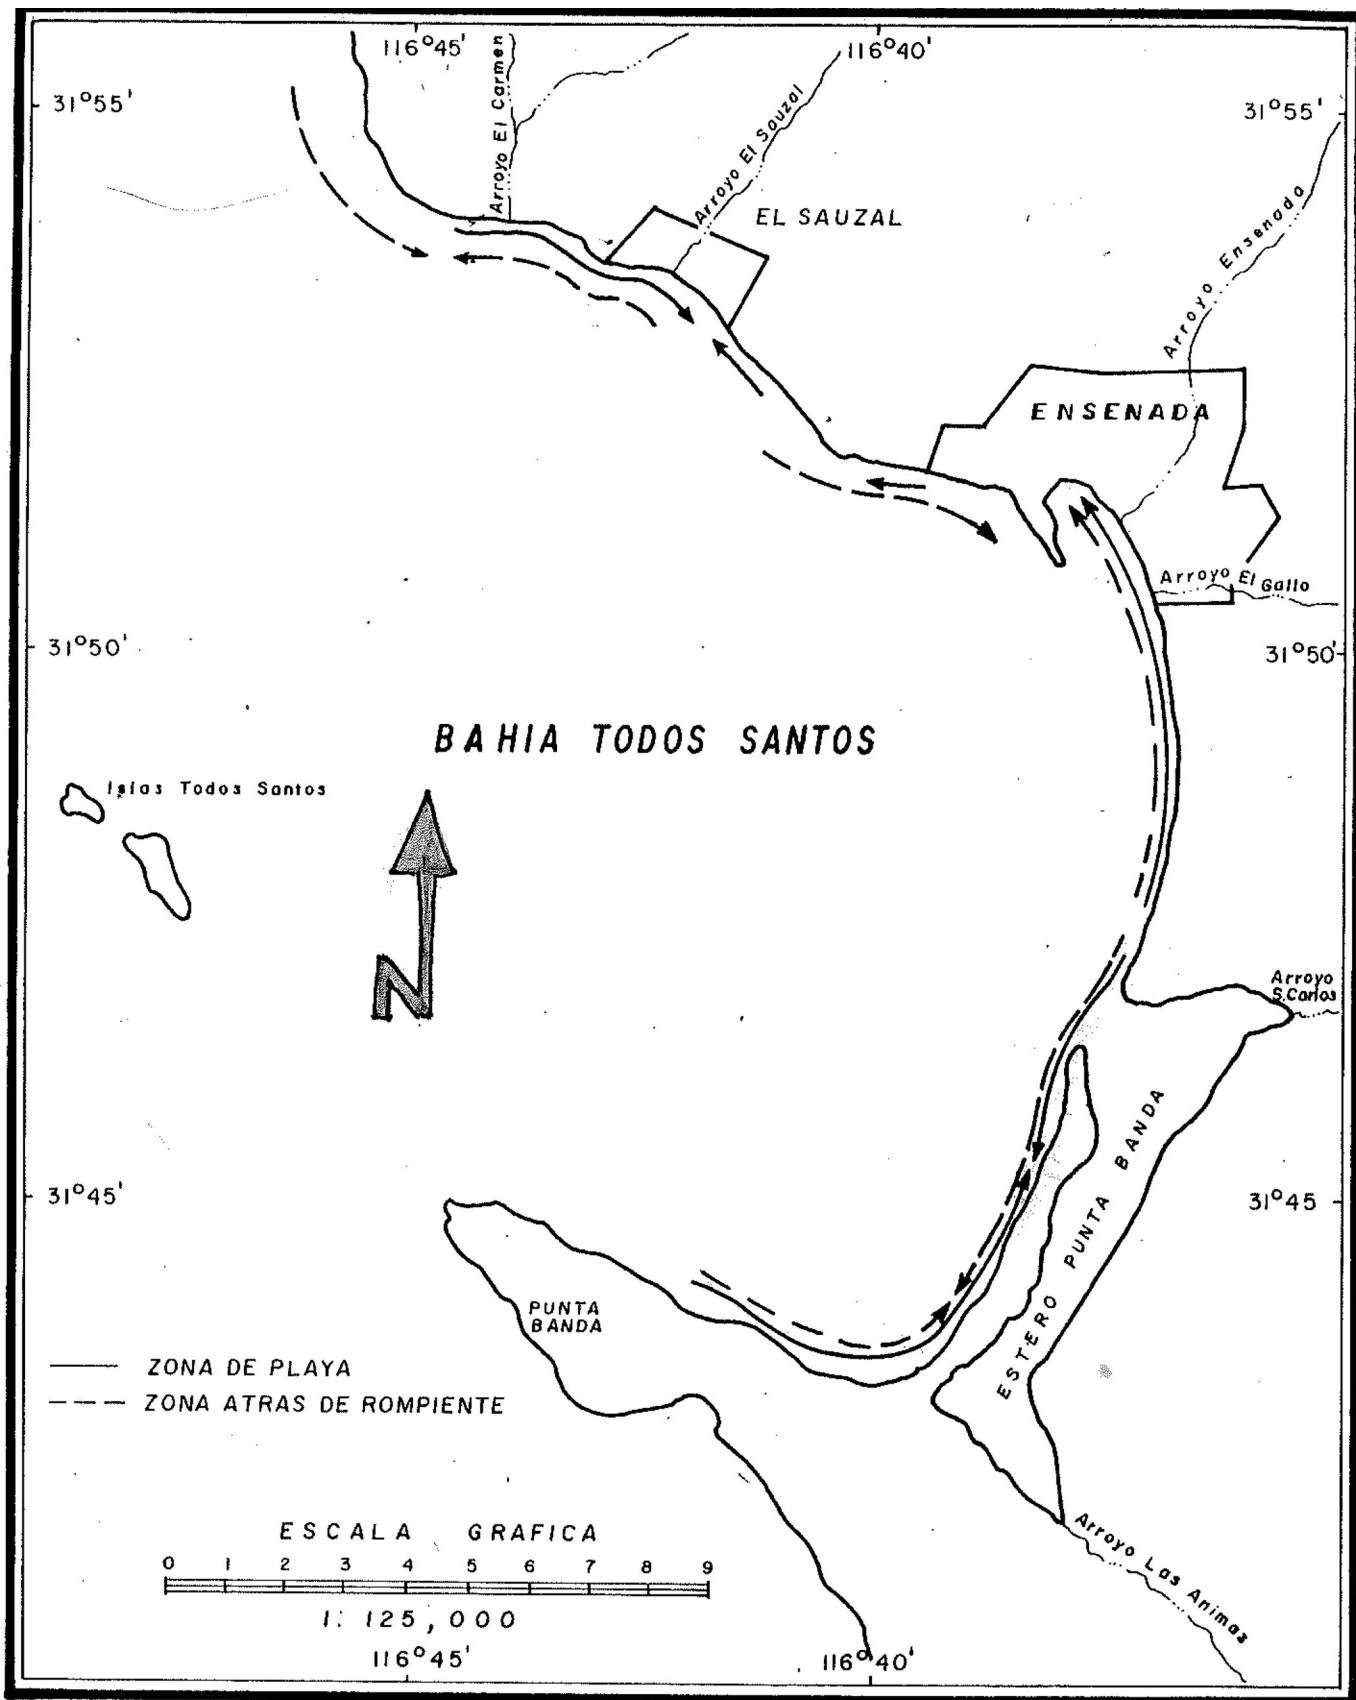 116°45'
116°40'
31°55'
31°55'
Arroyo El Carmen
Arroyo El Sauzal
EL SAUZAL
Arroyo Ensenada
ENSENADA
Arroyo El Gallo
31°50'
31°50'
BAHIA TODOS SANTOS
Islas Todos Santos
N
Arroyo
S. Carlos
ESTERO PUNTA BANDA
31°45'
31°45
PUNTA
BANDA
ZONA DE PLAYA
ZONA ATRAS DE ROMPIENTE
ESCALA GRAFICA
0 1 2 3 4 5 6 7 8 9
1: 125,000
Arroyo Las Animas
116°45'
116°40'